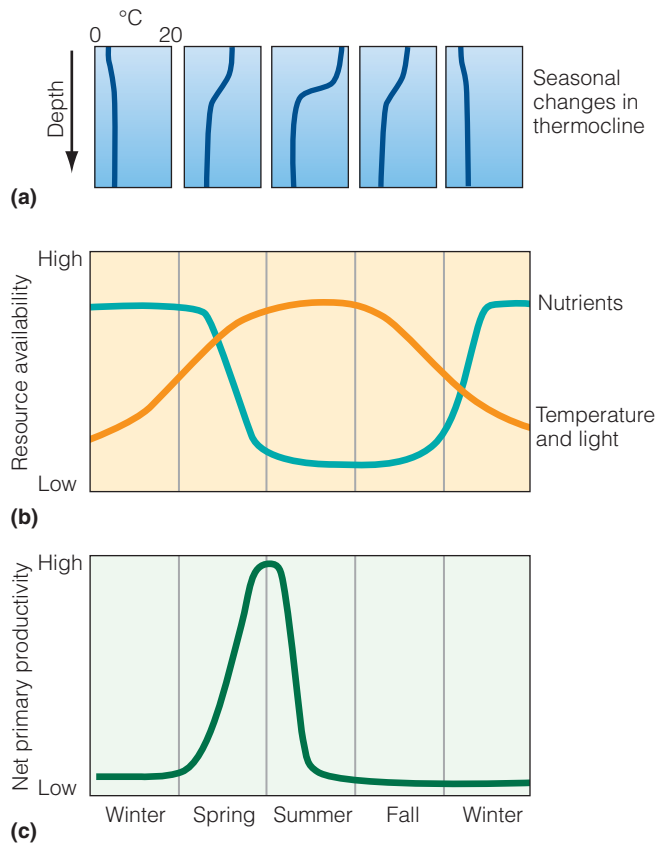 °C
0 20
Depth
Seasonal
changes in
thermocline
(a)
High
Resource availability
Low
Nutrients
Temperature
and light
(b)
High
Net primary productivity
Low
Winter Spring Summer Fall Winter
(c)